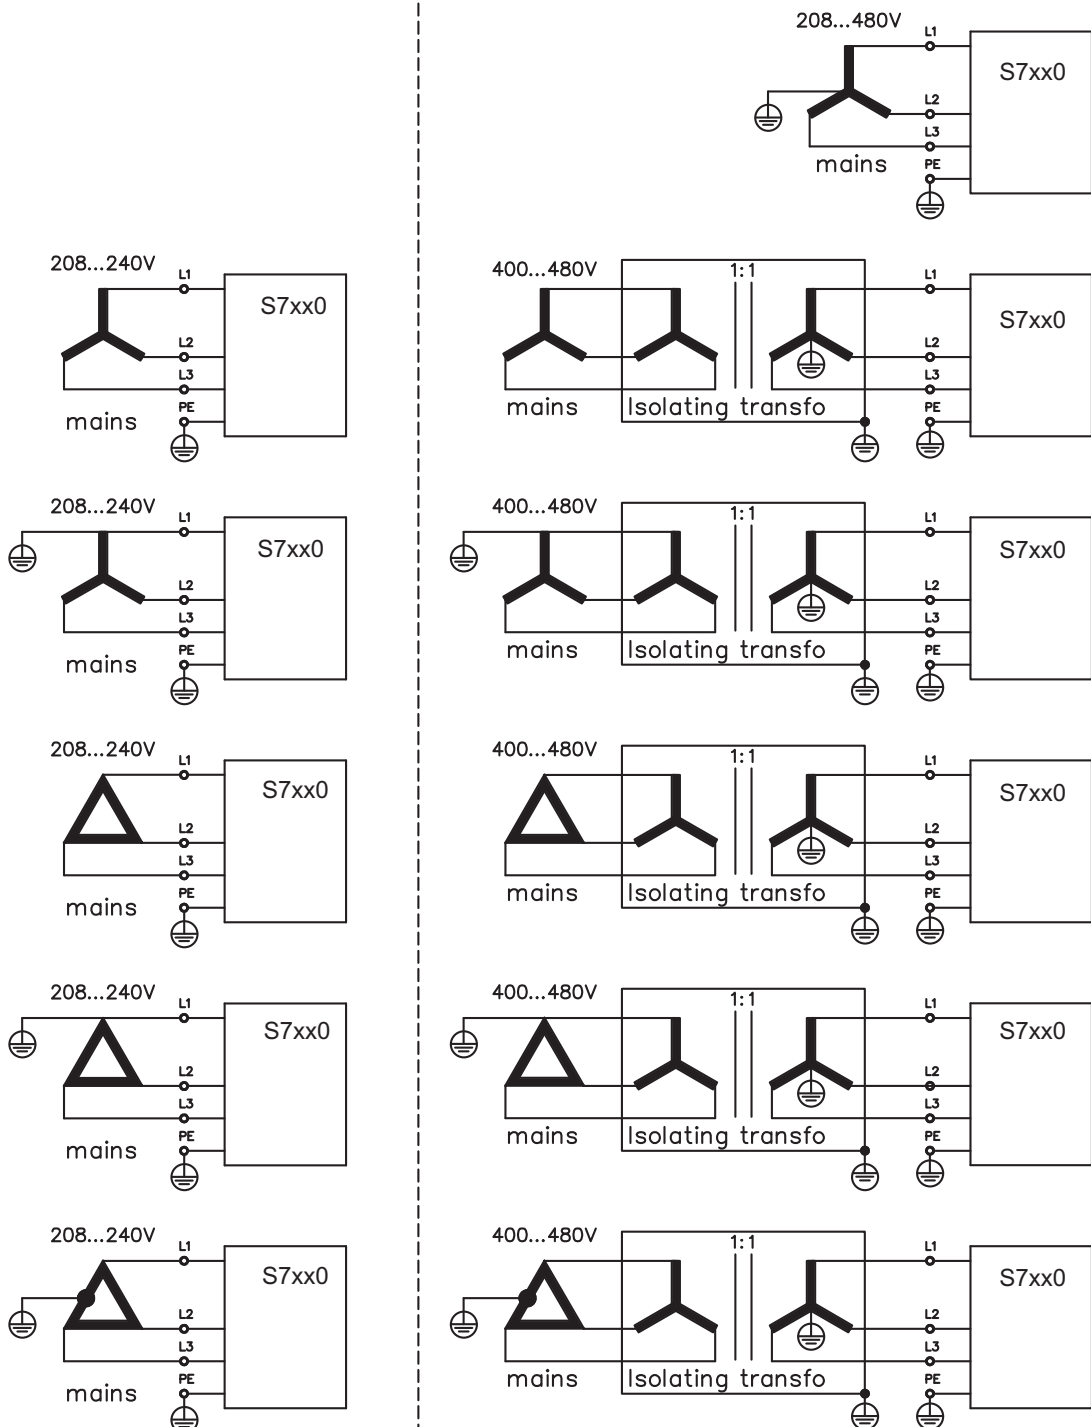 208...480V
L1
S7xx0
L2
L3
mains
PE
208...240V
L1
S7xx0
L2
L3
PE
mains
400...480V
1:1
L1
S7xx0
L2
L3
PE
mains
Isolating transfo
208...240V
L1
S7xx0
L2
L3
PE
mains
400...480V
1:1
L1
S7xx0
L2
L3
PE
mains
Isolating transfo
208...240V
L1
S7xx0
L2
L3
PE
mains
400...480V
1:1
L1
S7xx0
L2
L3
PE
mains
Isolating transfo
208...240V
L1
S7xx0
L2
L3
PE
mains
400...480V
1:1
L1
S7xx0
L2
L3
PE
mains
Isolating transfo
208...240V
L1
S7xx0
L2
L3
PE
mains
400...480V
1:1
L1
S7xx0
L2
L3
PE
mains
Isolating transfo